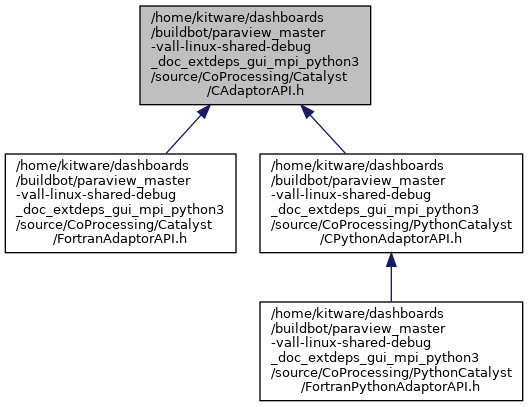 /home/kitware/dashboards
/buildbot/paraview_master
-vall-linux-shared-debug
_doc_extdeps_gui_mpi_python3
/source/CoProcessing/Catalyst
/CAdaptorAPI.h
/home/kitware/dashboards
/buildbot/paraview_master
-vall-linux-shared-debug
_doc_extdeps_gui_mpi_python3
/source/CoProcessing/Catalyst
/FortranAdaptorAPI.h
/home/kitware/dashboards
/buildbot/paraview_master
-vall-linux-shared-debug
_doc_extdeps_gui_mpi_python3
/source/CoProcessing/PythonCatalyst
/CPythonAdaptorAPI.h
/home/kitware/dashboards
/buildbot/paraview_master
-vall-linux-shared-debug
_doc_extdeps_gui_mpi_python3
/source/CoProcessing/PythonCatalyst
/FortranPythonAdaptorAPI.h